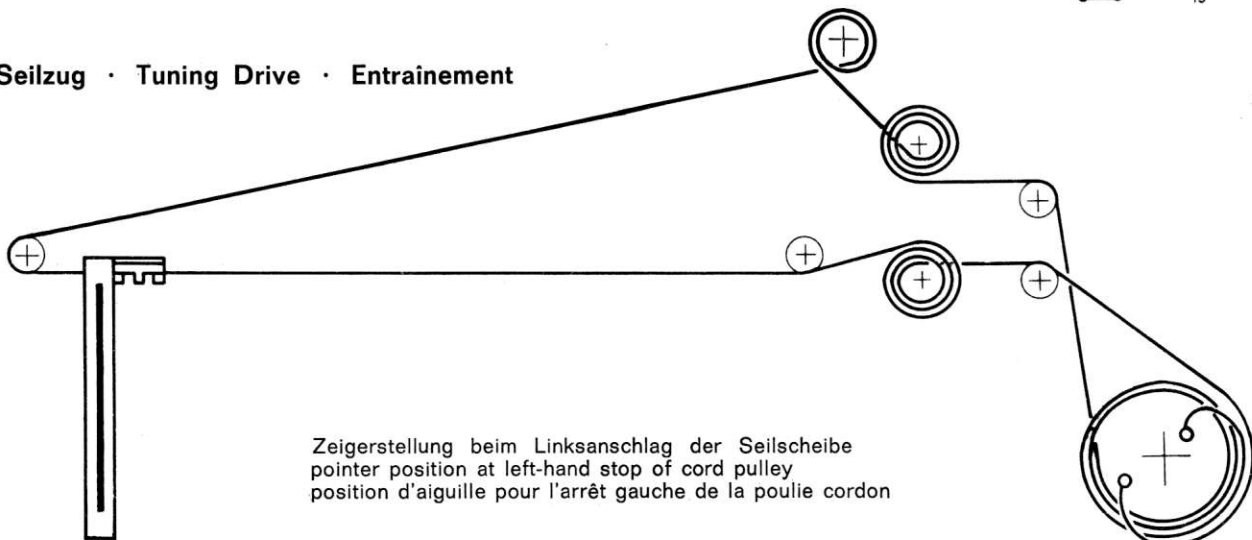 Seilzug · Tuning Drive · Entraînement
Zeigerstellung beim Linksanschlag der Seilscheibe
pointer position at left-hand stop of cord pulley
position d'aiguille pour l'arrêt gauche de la poulie cordon